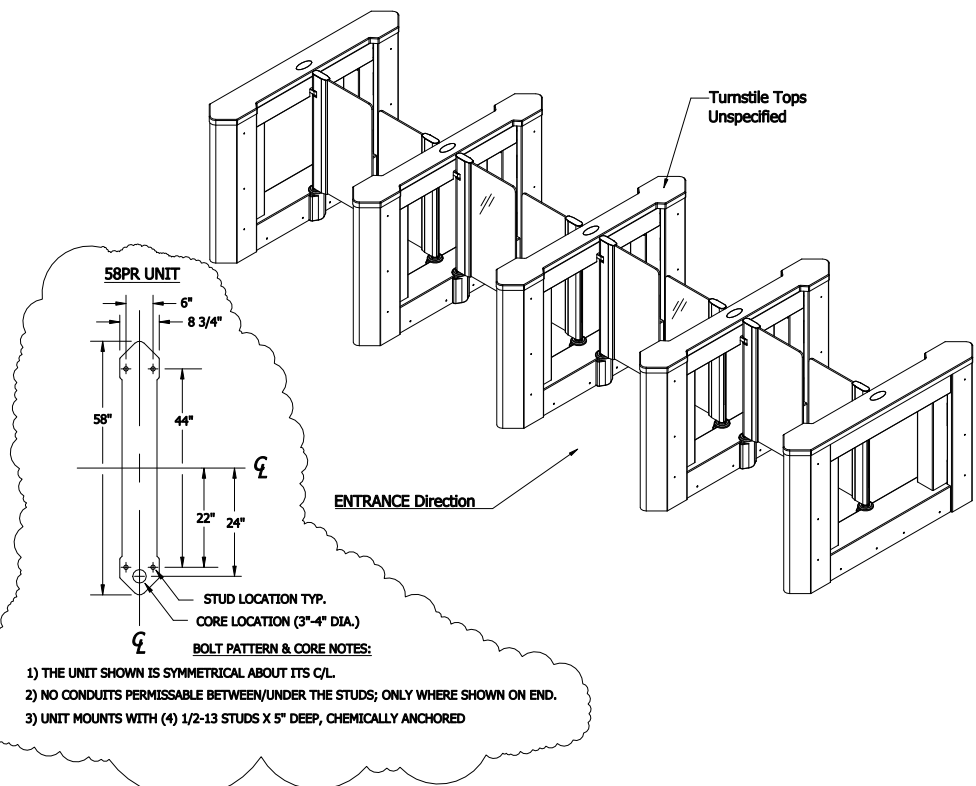 Turnstile Tops
Unspecified
58PR UNIT
6"
8 3/4"
58"
44"
CL
22"
24"
ENTRANCE Direction
STUD LOCATION TYP.
CORE LOCATION (3"-4" DIA.)
CL
BOLT PATTERN & CORE NOTES:
1) THE UNIT SHOWN IS SYMMETRICAL ABOUT ITS C/L.
2) NO CONDUITS PERMISSABLE BETWEEN/UNDER THE STUDS; ONLY WHERE SHOWN ON END.
3) UNIT MOUNTS WITH (4) 1/2-13 STUDS X 5" DEEP, CHEMICALLY ANCHORED